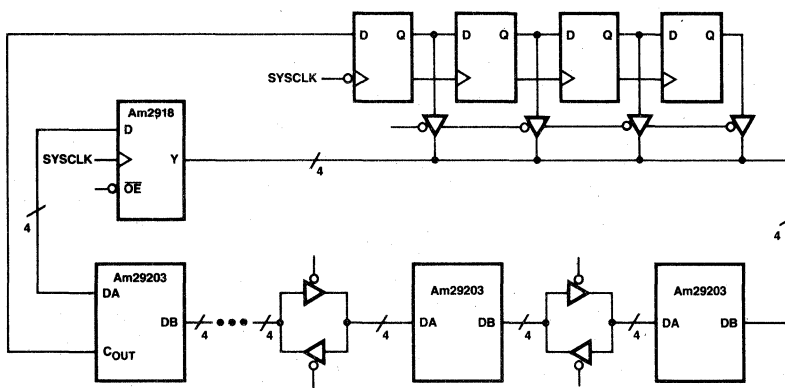 D Q D Q D Q D Q
SYSCLK
Am2918
D
SYSCLK
Y
4
OE
4
4
Am29203
DA
DB
4
4
COUT
4
Am29203
DA
DB
4
4
Am29203
DA
DB